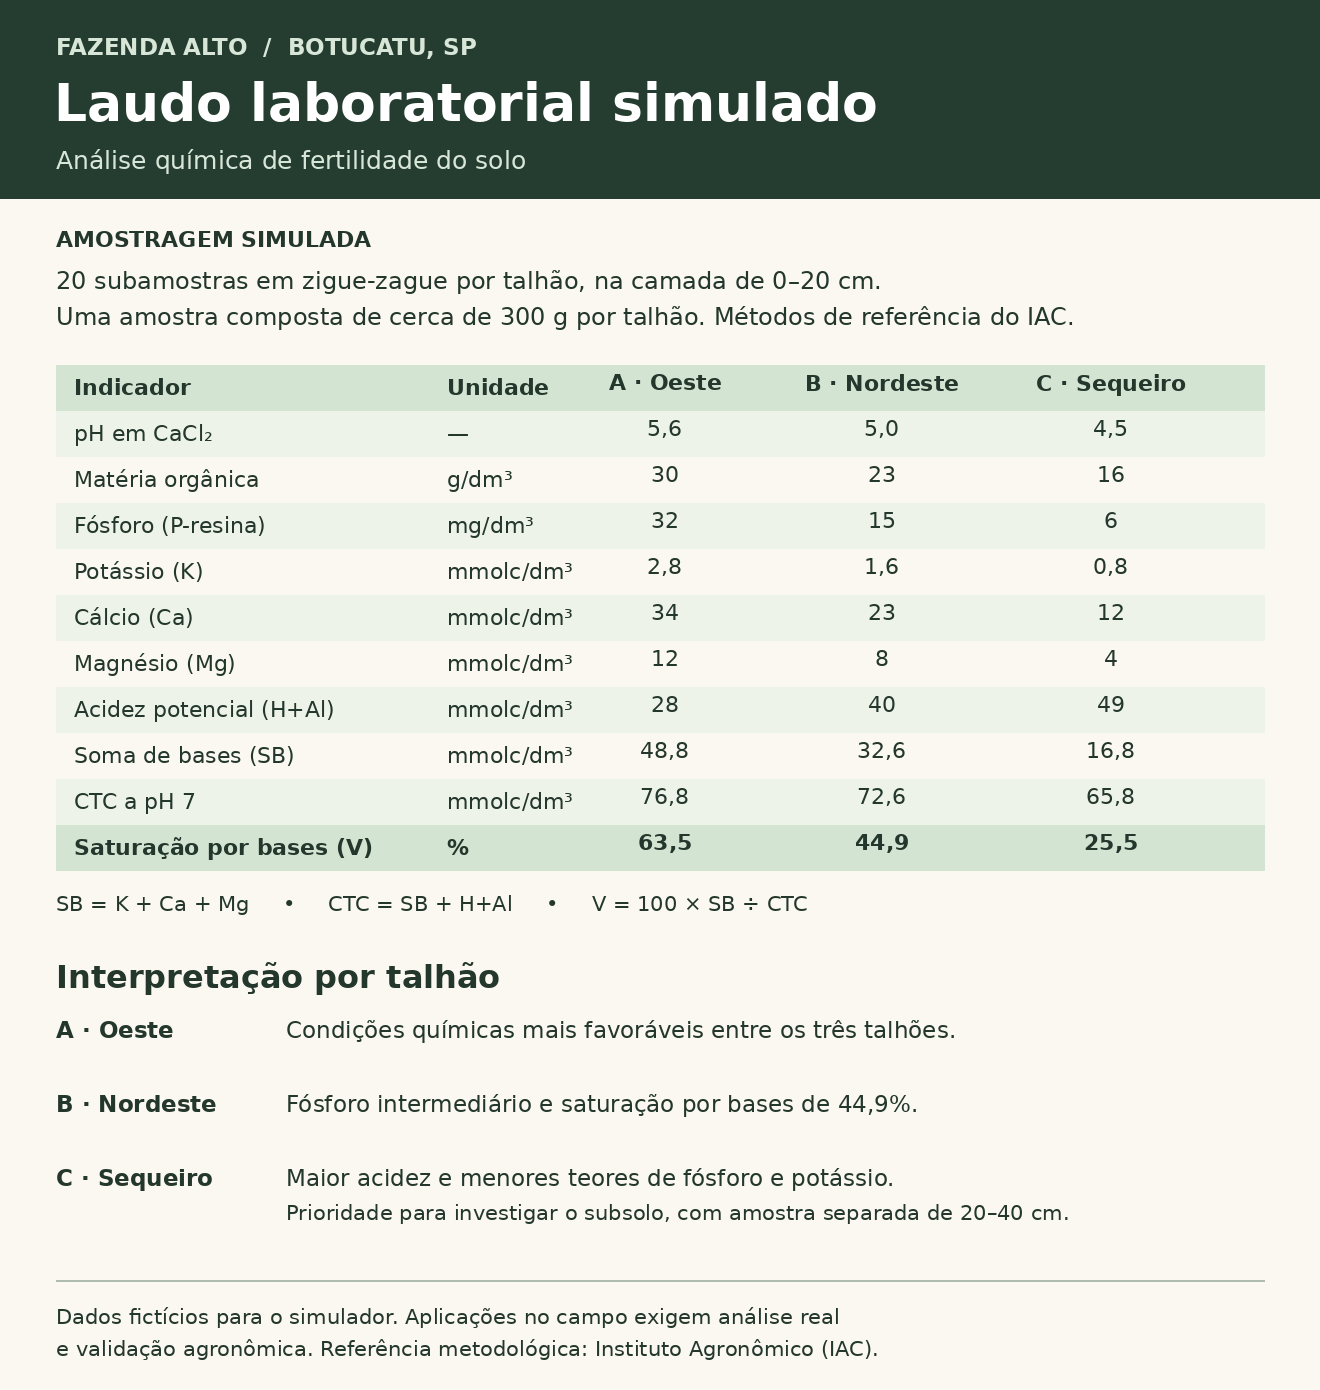 FAZENDA ALTO / BOTUCATU, SP
Laudo laboratorial simulado
Análise química de fertilidade do solo
AMOSTRAGEM SIMULADA
20 subamostras em zigue-zague por talhão, na camada de 0–20 cm.
Uma amostra composta de cerca de 300 g por talhão. Métodos de referência do IAC.
Indicador Unidade A · Oeste B · Nordeste C · Sequeiro
pH em CaCl₂ — 5,6 5,0 4,5
Matéria orgânica g/dm³ 30 23 16
Fósforo (P-resina) mg/dm³ 32 15 6
Potássio (K) mmolc/dm³ 2,8 1,6 0,8
Cálcio (Ca) mmolc/dm³ 34 23 12
Magnésio (Mg) mmolc/dm³ 12 8 4
Acidez potencial (H+Al) mmolc/dm³ 28 40 49
Soma de bases (SB) mmolc/dm³ 48,8 32,6 16,8
CTC a pH 7 mmolc/dm³ 76,8 72,6 65,8
Saturação por bases (V) % 63,5 44,9 25,5
SB = K + Ca + Mg • CTC = SB + H+Al • V = 100 × SB ÷ CTC
Interpretação por talhão
A · Oeste Condições químicas mais favoráveis entre os três talhões.
B · Nordeste Fósforo intermediário e saturação por bases de 44,9%.
C · Sequeiro Maior acidez e menores teores de fósforo e potássio.
Prioridade para investigar o subsolo, com amostra separada de 20–40 cm.
Dados fictícios para o simulador. Aplicações no campo exigem análise real
e validação agronômica. Referência metodológica: Instituto Agronômico (IAC).